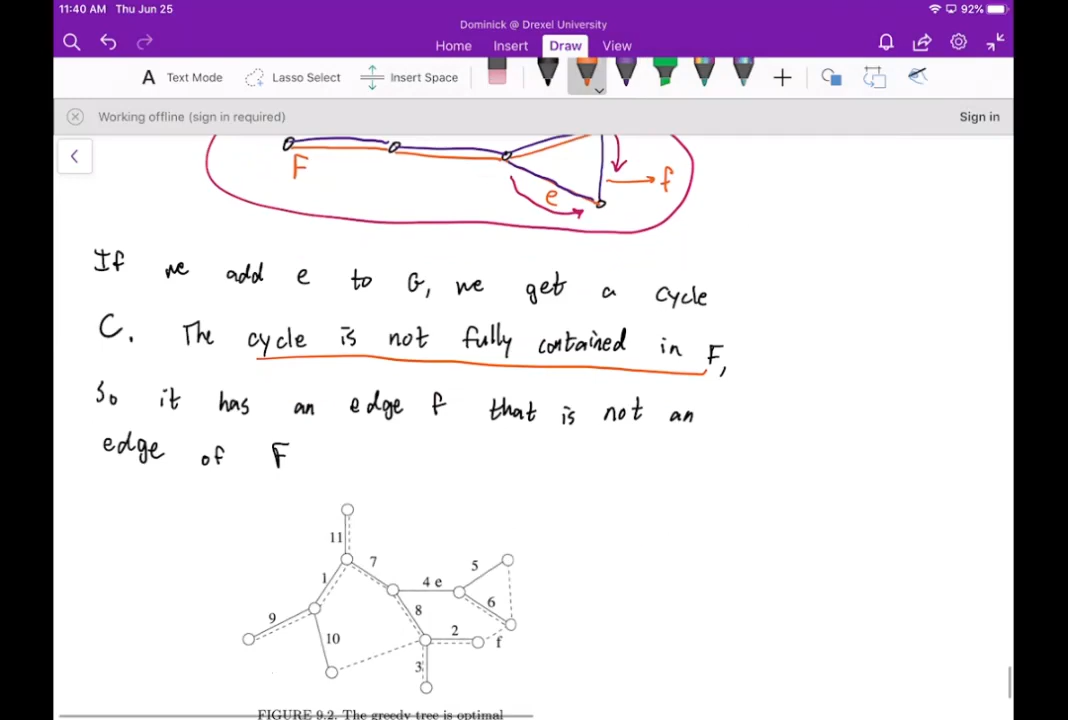 11:40 AM Thu Jun 25
92%
Dominick @ Drexel University
Home Insert Draw View
A Text Mode Lasso Select Insert Space
Working offline (sign in required) Sign in
F
e
f
If we add e to G, we get a cycle
C. The cycle is not fully contained in F,
So it has an edge f that is not an
edge of F
11
7
1
5
4 e
6
9
8
10
2
f
3
FIGURE 9.2. The greedy tree is optimal